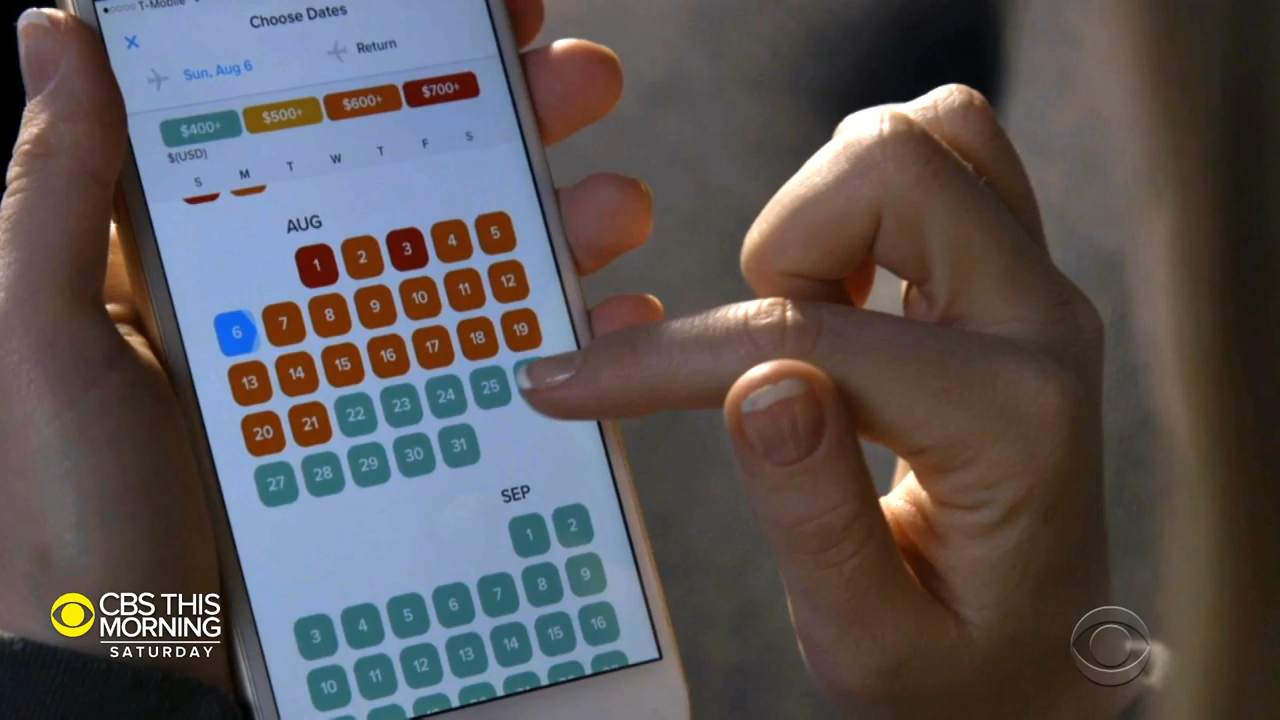 T-Mobile
Choose Dates
× 
Sun, Aug 6 Return
$400+ $500+ $600+ $700+
$(USD)
S M T W T F S
AUG
1 2 3 4 5
6 7 8 9 10 11 12
13 14 15 16 17 18 19
20 21 22 23 24 25
27 28 29 30 31
SEP
1 2
3 4 5 6 7 8 9
10 11 12 13 14 15 16
CBS THIS
MORNING
SATURDAY